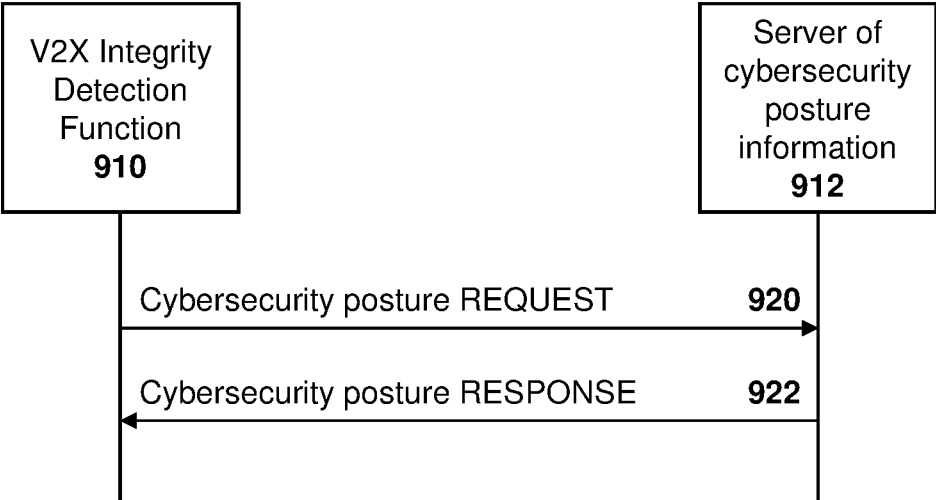 V2X Integrity
Detection
Function
910
Server of
cybersecurity
posture
information
912
Cybersecurity posture REQUEST 920
Cybersecurity posture RESPONSE 922